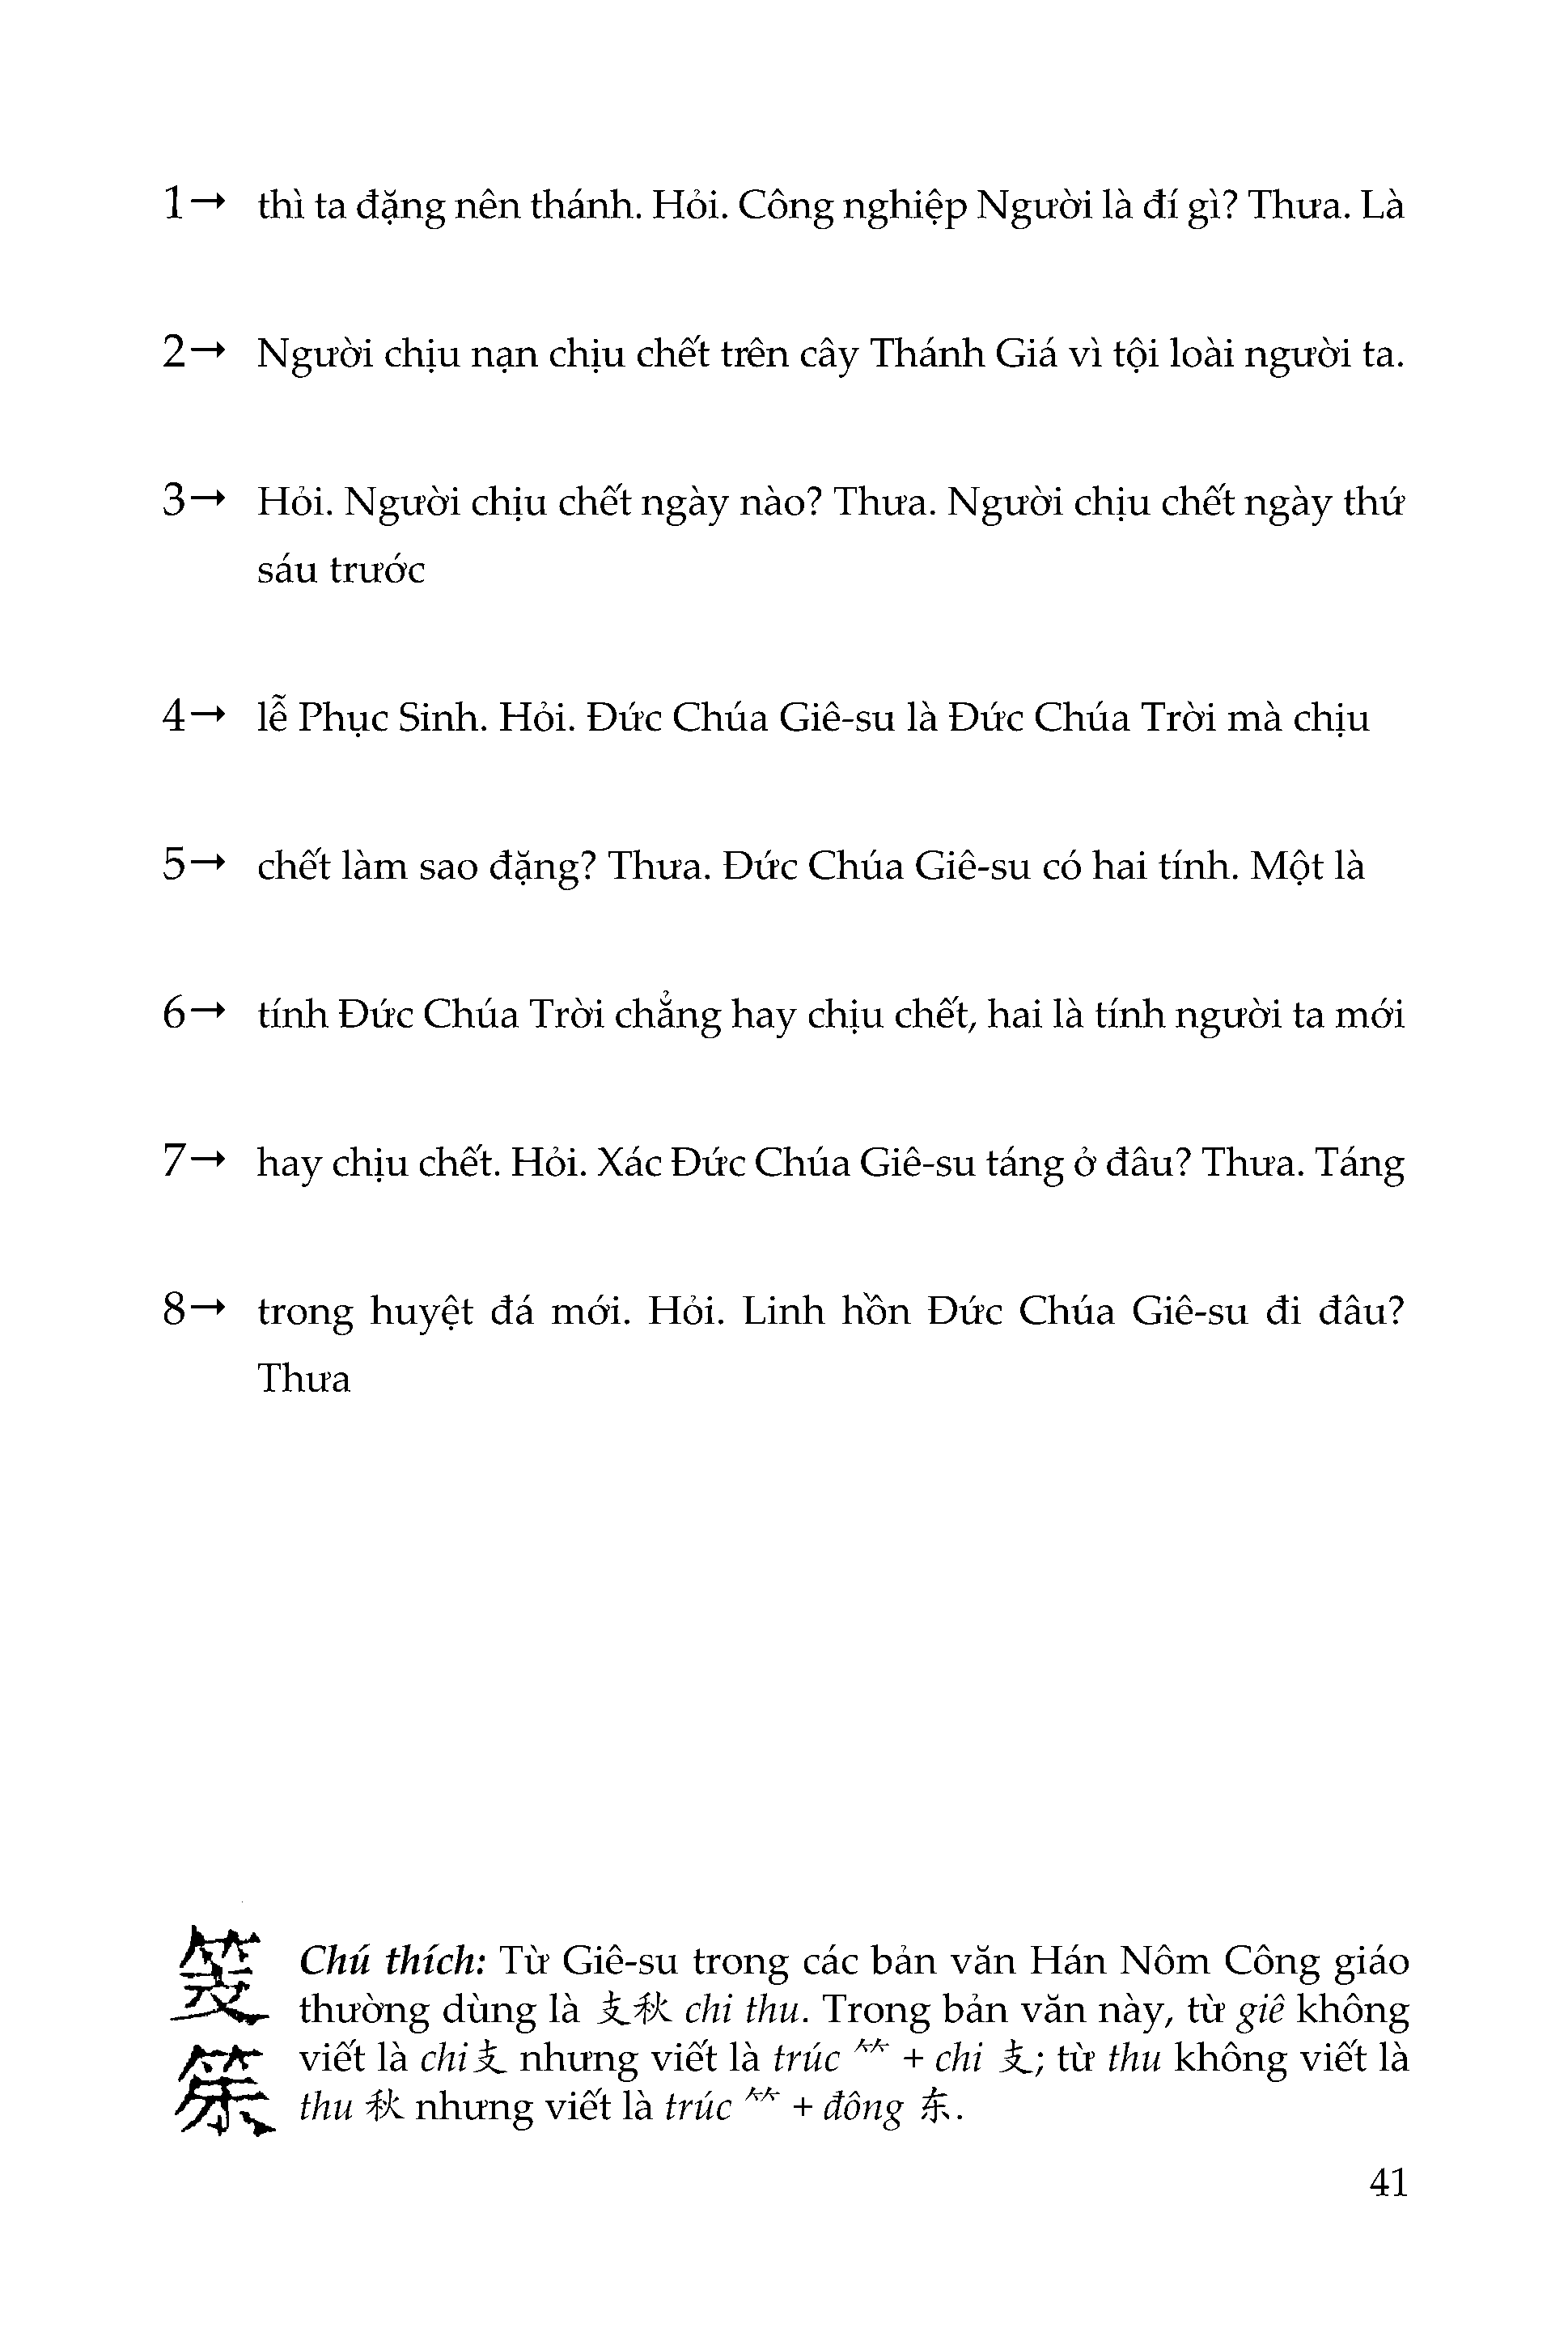 1→ thì ta đặng nên thánh. Hỏi. Công nghiệp Người là đí gì? Thưa. Là
2→ Người chịu nạn chịu chết trên cây Thánh Giá vì tội loài người ta.
3→ Hỏi. Người chịu chết ngày nào? Thưa. Người chịu chết ngày thứ
sáu trước
4→ lễ Phục Sinh. Hỏi. Đức Chúa Giê-su là Đức Chúa Trời mà chịu
5→ chết làm sao đặng? Thưa. Đức Chúa Giê-su có hai tính. Một là
6→ tính Đức Chúa Trời chẳng hay chịu chết, hai là tính người ta mới
7→ hay chịu chết. Hỏi. Xác Đức Chúa Giê-su táng ở đâu? Thưa. Táng
8→ trong huyệt đá mới. Hỏi. Linh hồn Đức Chúa Giê-su đi đâu?
Thưa
Chú thích: Từ Giê-su trong các bản văn Hán Nôm Công giáo
thường dùng là 支秋 chi thu. Trong bản văn này, từ giê không
viết là chi支 nhưng viết là trúc ⺮ + chi 支; từ thu không viết là
thu 秋 nhưng viết là trúc ⺮ + đông 东.
41